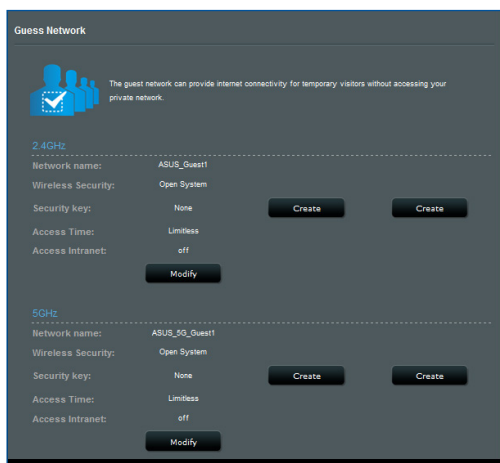 Guess Network
The guest network can provide internet connectivity for temporary visitors without accessing your
private network.
2.4GHz
Network name: ASUS_Guest1
Wireless Security: Open System
Security key: None Create Create
Access Time: Limitless
Access Intranet: off
Modify
5GHz
Network name: ASUS_5G_Guest1
Wireless Security: Open System
Security key: None Create Create
Access Time: Limitless
Access Intranet: off
Modify